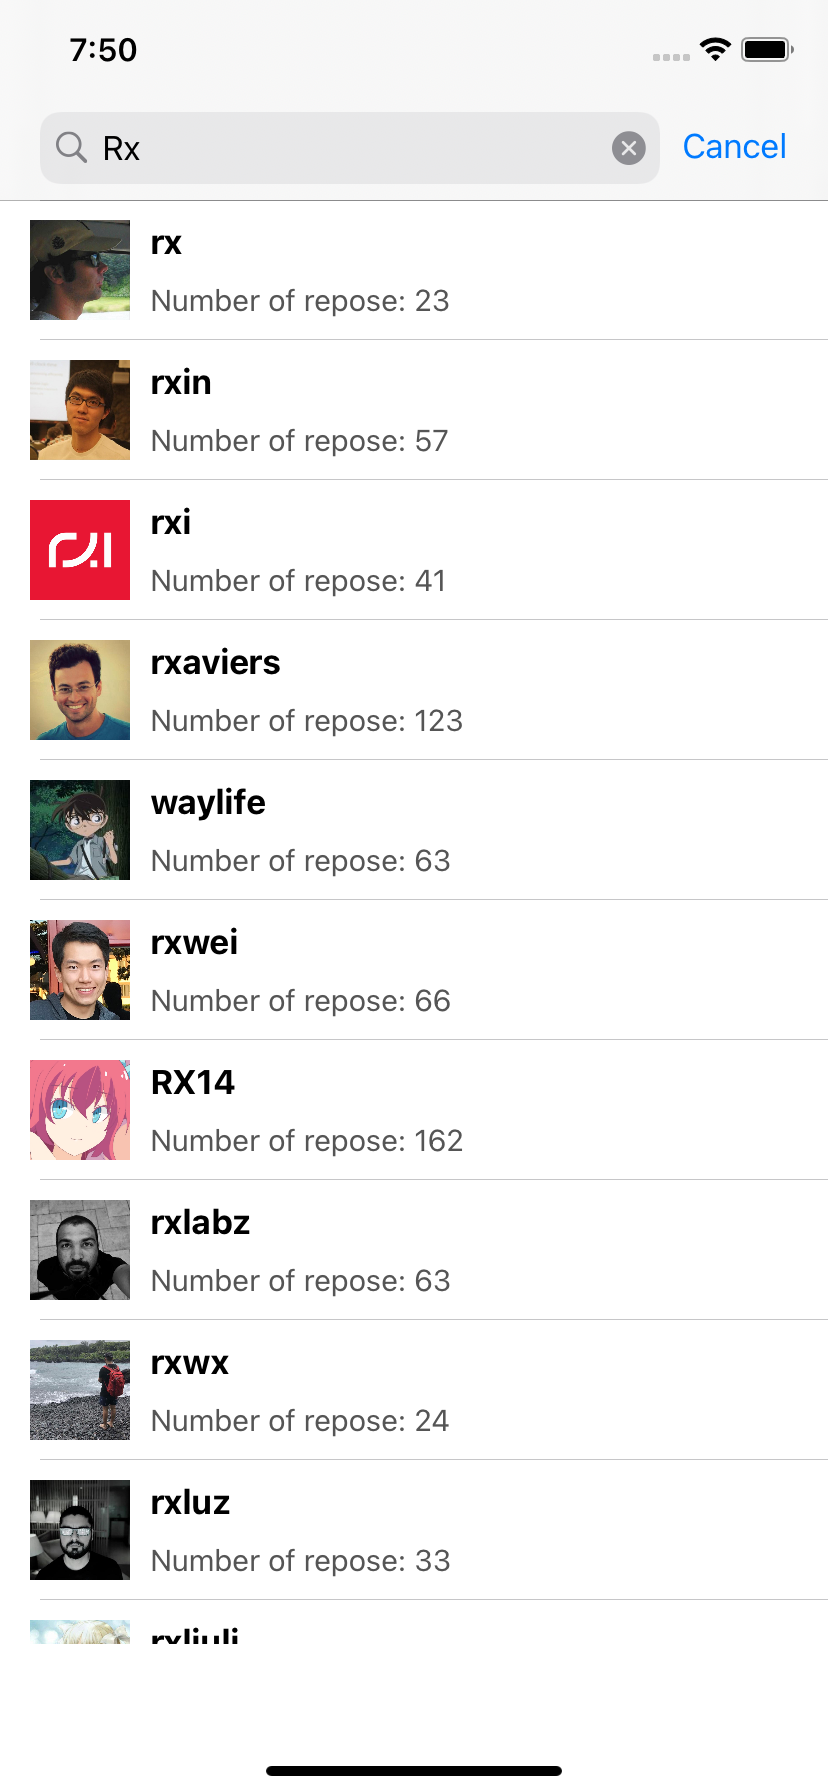 7:50
Rx
Cancel
rx
Number of repose: 23
rxin
Number of repose: 57
rxi
Number of repose: 41
rxaviers
Number of repose: 123
waylife
Number of repose: 63
rxwei
Number of repose: 66
RX14
Number of repose: 162
rxlabz
Number of repose: 63
rxwx
Number of repose: 24
rxluz
Number of repose: 33